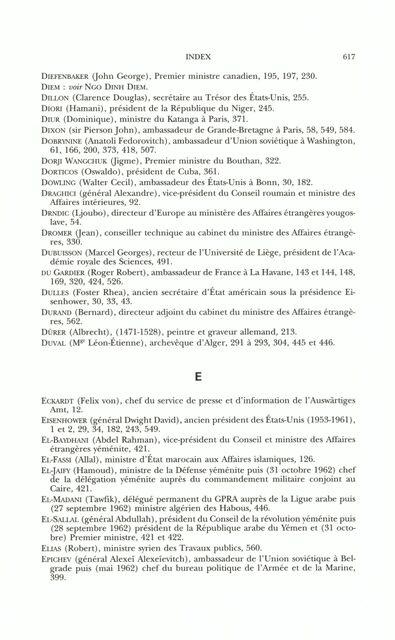 INDEX 617
DIEFENBAKER (John George), Premier ministre canadien, 195, 197, 230.
DIEM : voir NGO DINH DIEM.
DILLON (Clarence Douglas), secrétaire au Trésor des États-Unis, 255.
DIORI (Hamani), président de la République du Niger, 245.
DIUR (Dominique), ministre du Katanga à Paris, 371.
DIXON (sir Pierson John), ambassadeur de Grande-Bretagne à Paris, 58, 549, 584.
DOBRYNINE (Anatoli Fedorovitch), ambassadeur d'Union soviétique à Washington,
61, 166, 200, 373, 418, 507.
DORJI WANGCHUK (Jigme), Premier ministre du Bouthan, 322.
DORTICOS (Oswaldo), président de Cuba, 361.
DOWLING (Walter Cecil), ambassadeur des États-Unis à Bonn, 30, 182.
DRAGHICI (général Alexandre), vice-président du Conseil roumain et ministre des
Affaires intérieures, 92.
DRNDIC (Ljoubo), directeur d'Europe au ministère des Affaires étrangères yougos-
lave, 54.
DROMER (Jean), conseiller technique au cabinet du ministre des Affaires étrangè-
res, 330.
DUBUISSON (Marcel Georges), recteur de l'Université de Liège, président de l'Aca-
démie royale des Sciences, 491.
DU GARDIER (Roger Robert), ambassadeur de France à La Havane, 143 et 144, 148,
169, 320, 424, 526.
DULLES (Foster Rhea), ancien secrétaire d'État américain sous la présidence Ei-
senhower, 30, 33, 43.
DURAND (Bernard), directeur adjoint du cabinet du ministre des Affaires étrangè-
res, 562.
DÜRER (Albrecht), (1471-1528), peintre et graveur allemand, 213.
DUVAL (Mgr Léon-Étienne), archevêque d'Alger, 291 à 293, 304, 445 et 446.
E
ECKARDT (Felix von), chef du service de presse et d'information de l'Auswärtiges
Amt, 12.
EISENHOWER (général Dwight David), ancien président des États-Unis (1953-1961),
1 et 2, 29, 34, 182, 243, 549.
EL-BAYDHANI (Abdel Rahman), vice-président du Conseil et ministre des Affaires
étrangères yéménite, 421.
EL-FASSI (Allal), ministre d'État marocain aux Affaires islamiques, 126.
EL-JAIFY (Hamoud), ministre de la Défense yéménite puis (31 octobre 1962) chef
de la délégation yéménite auprès du commandement militaire conjoint au
Caire, 421.
EL-MADANI (Tawfik), délégué permanent du GPRA auprès de la Ligue arabe puis
(27 septembre 1962) ministre algérien des Habous, 446.
EL-SALLAL (général Abdullah), président du Conseil de la révolution yéménite puis
(28 septembre 1962) président de la République arabe du Yémen et (31 octo-
bre) Premier ministre, 421 et 422.
ELIAS (Robert), ministre syrien des Travaux publics, 560.
EPICHEV (général Alexeï Alexeïevitch), ambassadeur de l'Union soviétique à Bel-
grade puis (mai 1962) chef du bureau politique de l'Armée et de la Marine,
399.